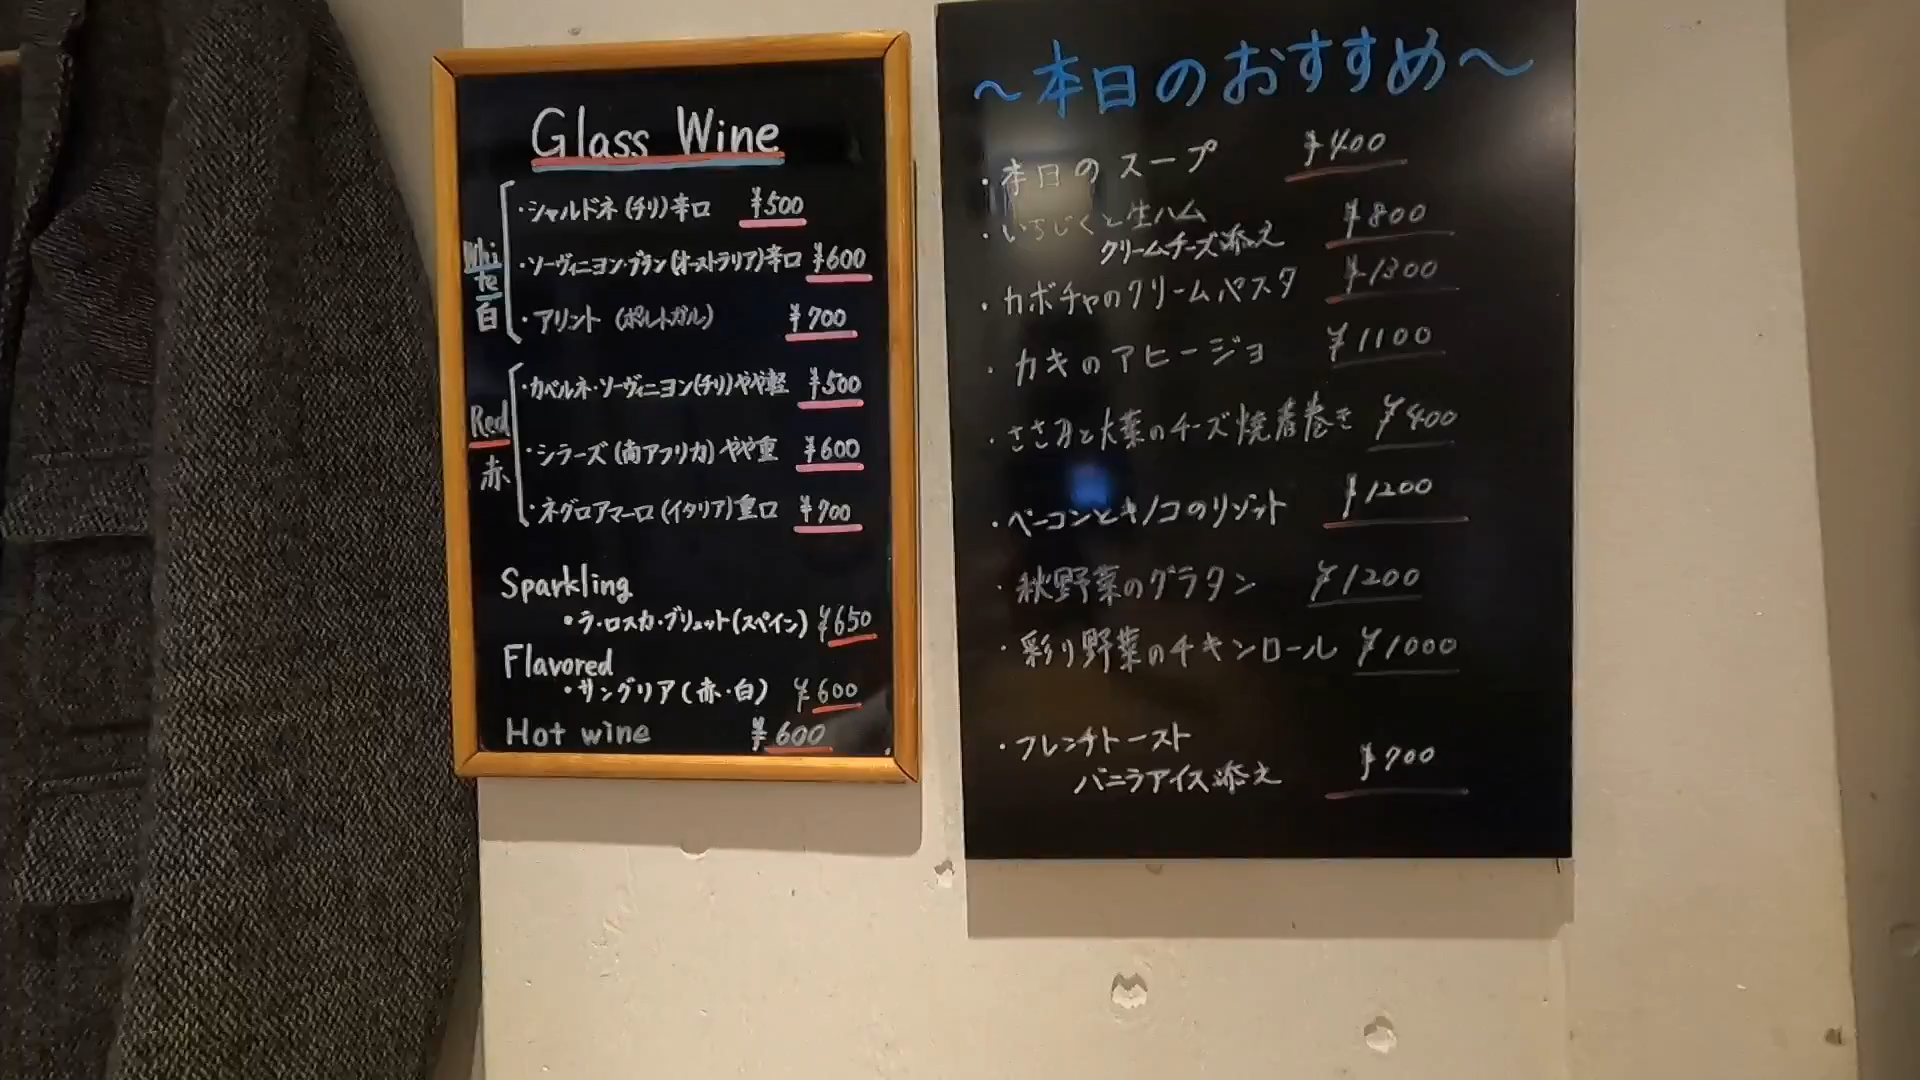 Glass Wine
White 白
・シャルドネ(チリ)辛口 ¥500
・ソーヴィニヨン・ブラン(オーストラリア)辛口 ¥600
・アリント (ポルトガル) ¥700
Red 赤
・カベルネ・ソーヴィニヨン(チリ)やや軽 ¥500
・シラーズ(南アフリカ)やや重 ¥600
・ネグロアマーロ(イタリア)重口 ¥700
Sparkling
・ラ・ロスカ・ブリュット(スペイン) ¥650
Flavored
・サングリア(赤・白) ¥600
Hot wine ¥600
～本日のおすすめ～
・本日のスープ ¥400
・いちじくと生ハム
クリームチーズ添え ¥800
・カボチャのクリームパスタ ¥1300
・カキのアヒージョ ¥1100
・ささみと大葉のチーズ焼春巻き ¥400
・ベーコンとキノコのリゾット ¥1200
・秋野菜のグラタン ¥1200
・彩り野菜のチキンロール ¥1000
・フレンチトースト
バニラアイス添え ¥700